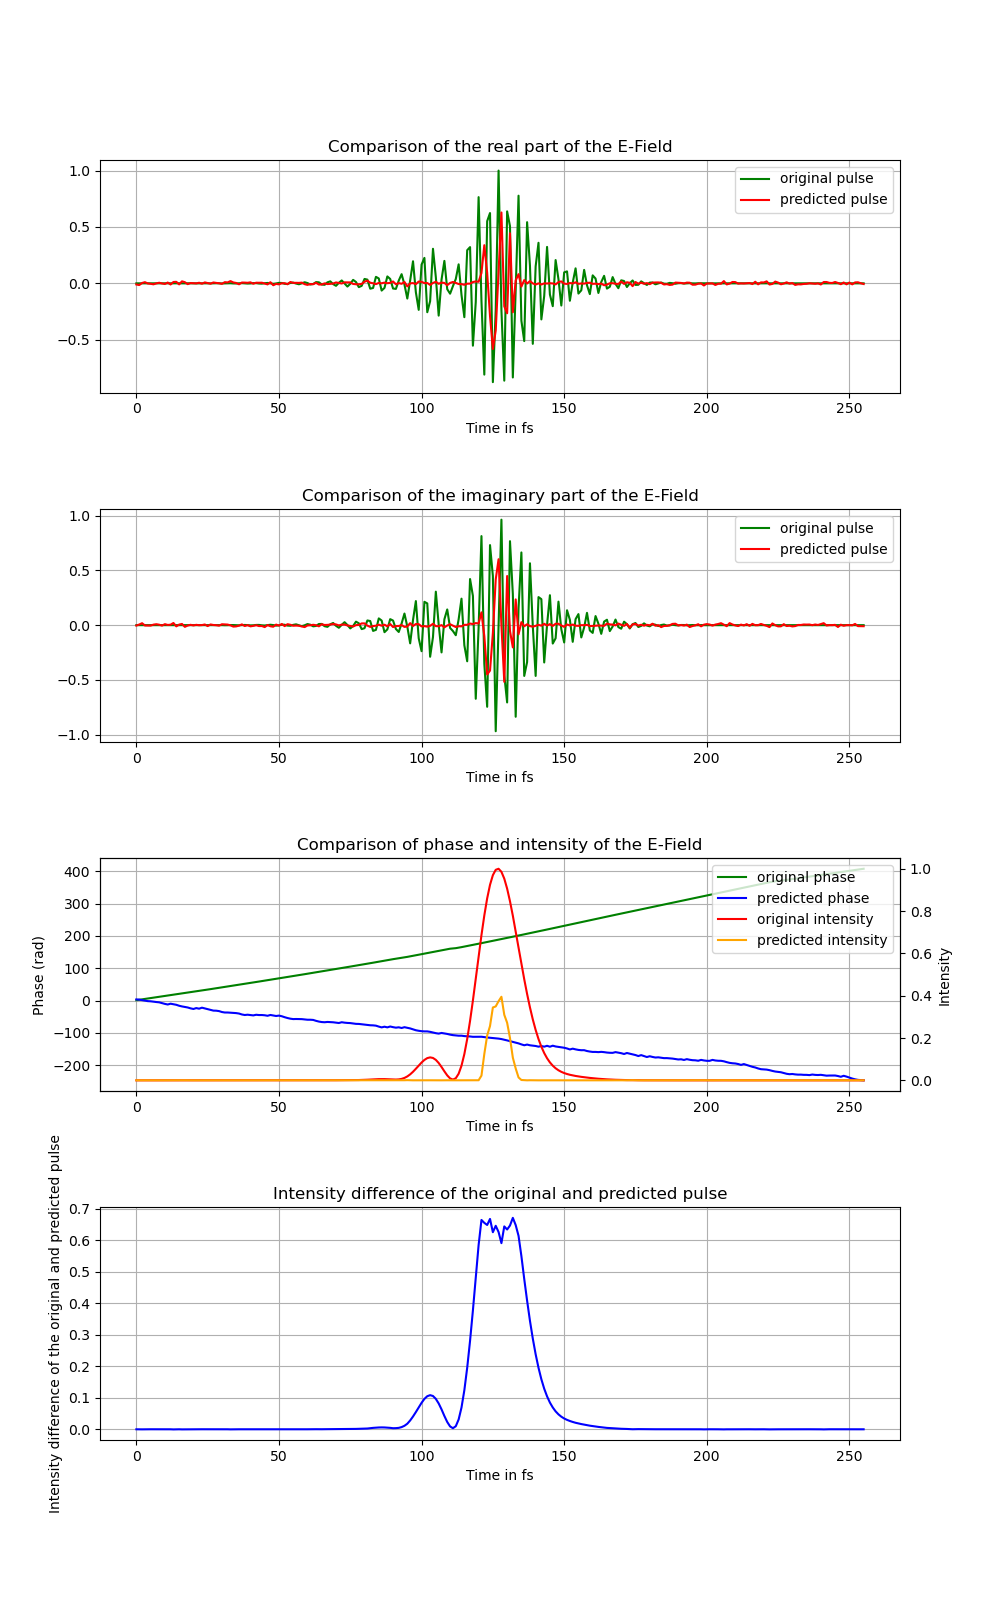 Comparison of the real part of the E-Field
1.0
0.5
0.0
−0.5
original pulse
predicted pulse
0 50 100 150 200 250
Time in fs
Comparison of the imaginary part of the E-Field
1.0
0.5
0.0
−0.5
−1.0
original pulse
predicted pulse
0 50 100 150 200 250
Time in fs
Comparison of phase and intensity of the E-Field
Phase (rad)
400
300
200
100
0
−100
−200
original phase
predicted phase
original intensity
predicted intensity
1.0
0.8
0.6
0.4
0.2
0.0
Intensity
0 50 100 150 200 250
Time in fs
Intensity difference of the original and predicted pulse
Intensity difference of the original and predicted pulse
0.7
0.6
0.5
0.4
0.3
0.2
0.1
0.0
0 50 100 150 200 250
Time in fs